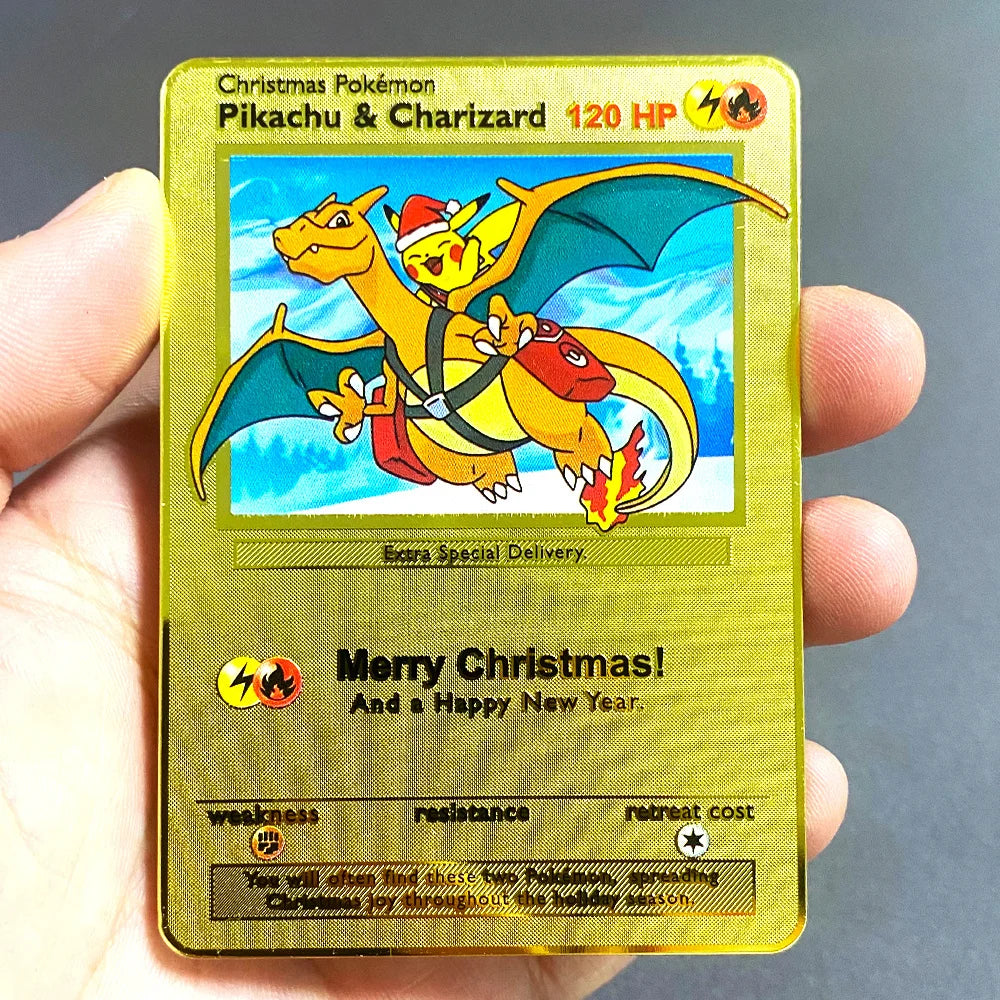 Christmas Pokémon
Pikachu & Charizard 120 HP
Extra Special Delivery.
Merry Christmas!
And a Happy New Year.
weakness resistance retreat cost
You will often find these two Pokémon, spreading
Christmas joy throughout the holiday season.